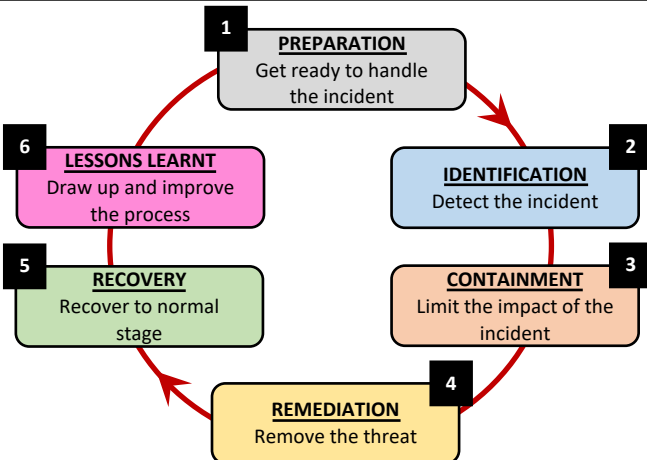 1
PREPARATION
Get ready to handle
the incident
2
IDENTIFICATION
Detect the incident
3
CONTAINMENT
Limit the impact of the
incident
4
REMEDIATION
Remove the threat
5
RECOVERY
Recover to normal
stage
6
LESSONS LEARNT
Draw up and improve
the process